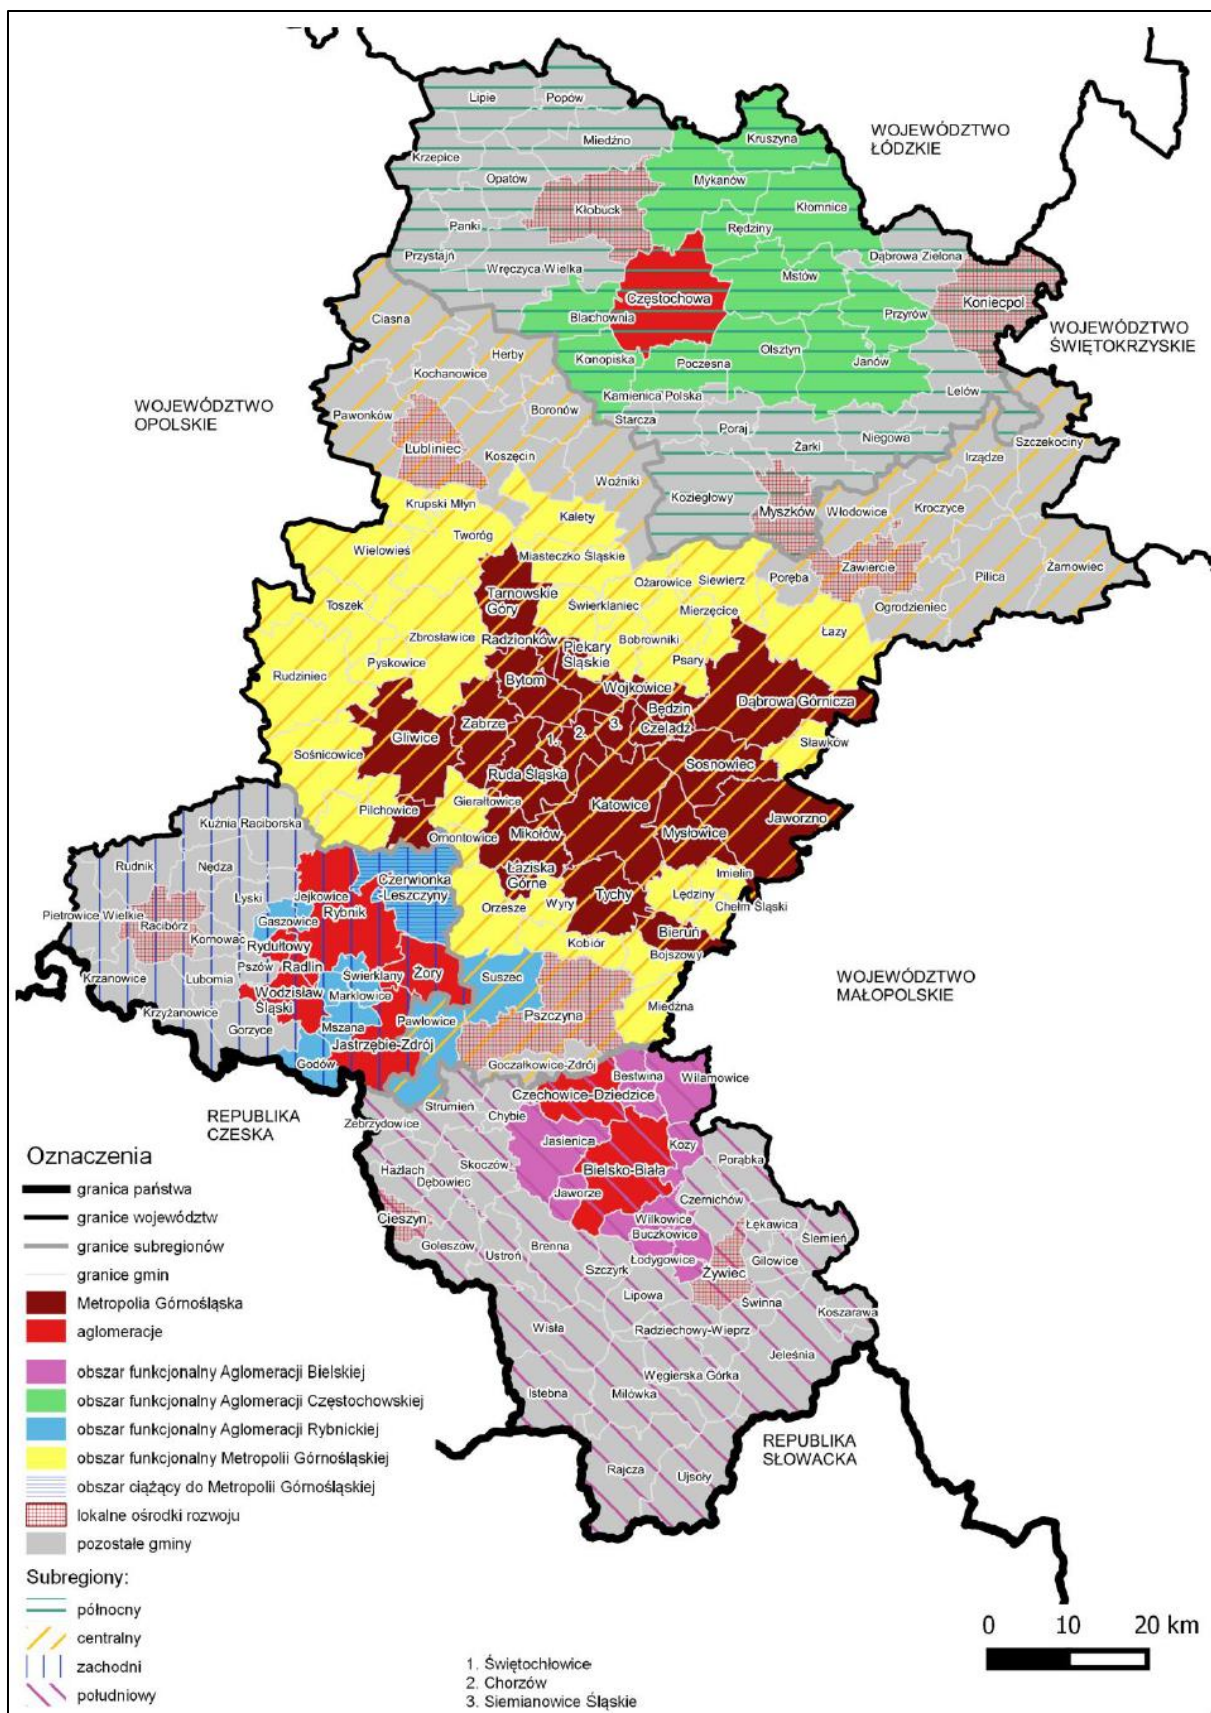 WOJEWÓDZTWO
ŁÓDZKIE
Lipie
Popów
Kruszyna
Miedźno
Krzepice
Opatów
Mykanów
Kłobuck
Kłomnice
Panki
Rędziny
Przystajń
Wręczyca Wielka
Dąbrowa Zielona
Mstów
Częstochowa
Koniecpol
Blachownia
Przyrów
Ciasna
WOJEWÓDZTWO
ŚWIĘTOKRZYSKIE
Herby
Konopiska
Poczesna
Olsztyn
Janów
Kochanowice
WOJEWÓDZTWO
OPOLSKIE
Pawonków
Boronów
Kamienica Polska
Lelów
Starcza
Poraj
Żarki
Niegowa
Szczekociny
Lubliniec
Koszęcin
Irządze
Woźniki
Koziegłowy
Myszków
Włodowice
Kroczyce
Krupski Młyn
Kalety
Tworóg
Wielowieś
Miasteczko Śląskie
Ożarowice
Siewierz
Poręba
Zawiercie
Pilica
Żarnowiec
Tarnowskie
Góry
Toszek
Świerklaniec
Mierzęcice
Ogrodzieniec
Łazy
Zbrosławice
Radzionków
Piekary
Śląskie
Bobrowniki
Psary
Pyskowice
Rudziniec
Bytom
Wojkowice
Będzin
Dąbrowa Górnicza
Zabrze
Czeladź
Gliwice
1.
2.
3.
Sławków
Sośnicowice
Ruda Śląska
Sosnowiec
Pilchowice
Gierałtowice
Katowice
Jaworzno
Kuźnia Raciborska
Ornontowice
Mikołów
Mysłowice
Rudnik
Nędza
Czerwionka
-Leszczyny
Łaziska
Górne
Imielin
Lyski
Jejkowice
Tychy
Lędziny
Chełm Śląski
Pietrowice Wielkie
Racibórz
Gaszowice
Rybnik
Orzesze
Wyry
Bieruń
Kornowac
Rydułtowy
Kobiór
Bojszowy
Krzanowice
Lubomia
Pszów
Radlin
Świerklany
Żory
Suszec
WOJEWÓDZTWO
MAŁOPOLSKIE
Wodzisław
Śląski
Marklowice
Miedźna
Krzyżanowice
Gorzyce
Mszana
Pawłowice
Pszczyna
Jastrzębie-Zdrój
Godów
Goczałkowice-Zdrój
Bestwina
Wilamowice
REPUBLIKA
CZESKA
Strumień
Czechowice-Dziedzice
Zebrzydowice
Chybie
Jasienica
Kozy
Porąbka
Hażlach
Skoczów
Dębowiec
Bielsko-Biała
Jaworze
Czernichów
Cieszyn
Wilkowice
Buczkowice
Łękawica
Ślemień
Goleszów
Ustroń
Brenna
Łodygowice
Gilowice
Szczyrk
Żywiec
Lipowa
Świnna
Koszarawa
Wisła
Radziechowy-Wieprz
Jeleśnia
Węgierska Górka
Istebna
Milówka
REPUBLIKA
SŁOWACKA
Rajcza
Ujsoły
Oznaczenia
granica państwa
granice województw
granice subregionów
granice gmin
Metropolia Górnośląska
aglomeracje
obszar funkcjonalny Aglomeracji Bielskiej
obszar funkcjonalny Aglomeracji Częstochowskiej
obszar funkcjonalny Aglomeracji Rybnickiej
obszar funkcjonalny Metropolii Górnośląskiej
obszar ciążący do Metropolii Górnośląskiej
lokalne ośrodki rozwoju
pozostałe gminy
Subregiony:
północny
centralny
zachodni
południowy
1. Świętochłowice
2. Chorzów
3. Siemianowice Śląskie
0 10 20 km